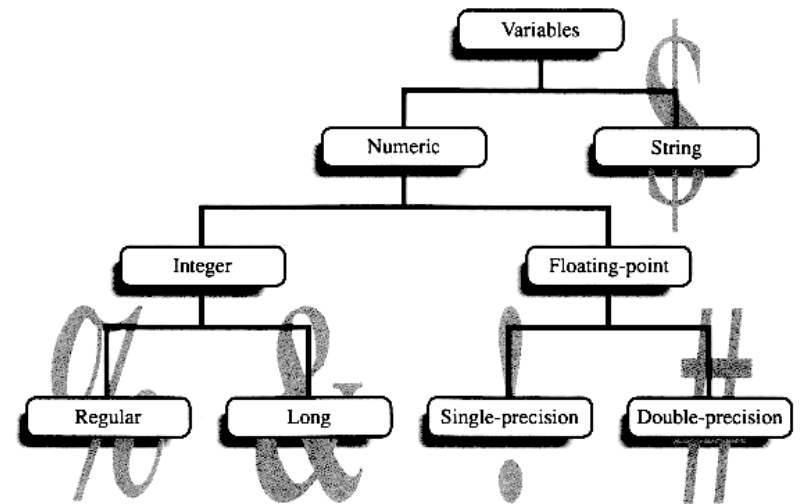 Variables
$
Numeric
String
Integer
Floating-point
% & ! #
Regular
Long
Single-precision
Double-precision